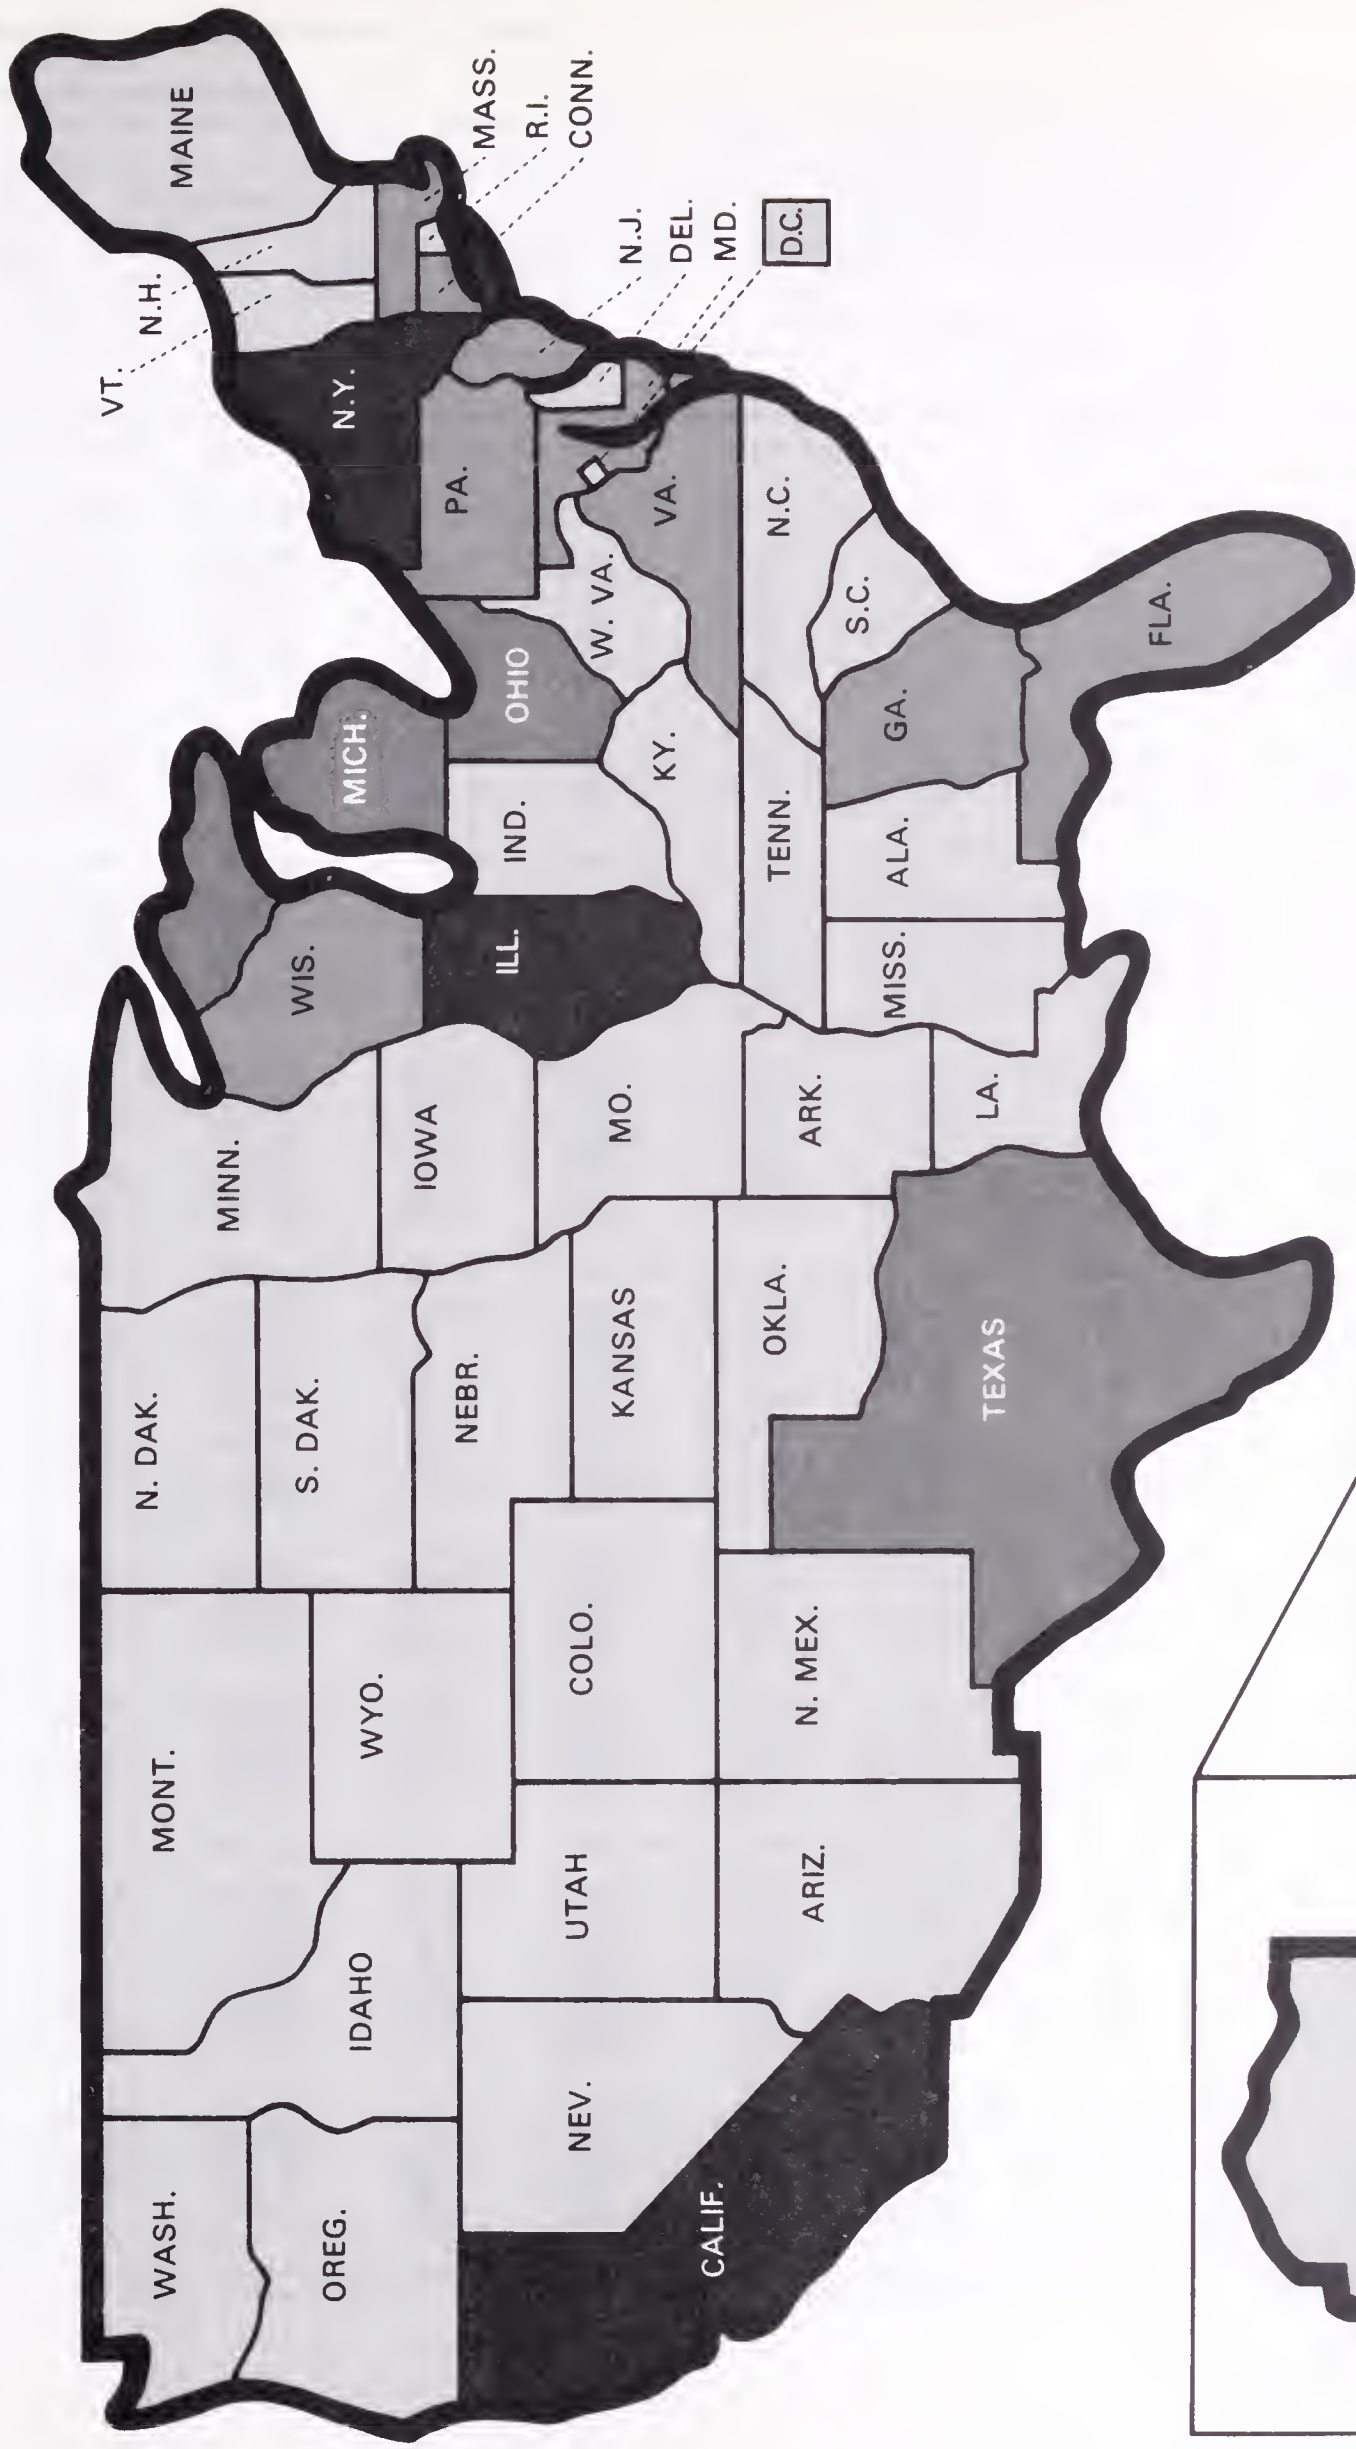 WASH.
OREG.
CALIF.
IDAHO
NEV.
MONT.
WYO.
UTAH
ARIZ.
COLO.
N. MEX.
N. DAK.
S. DAK.
NEBR.
KANSAS
OKLA.
TEXAS
MINN.
IOWA
MO.
ARK.
LA.
WIS.
ILL.
MISS.
MICH.
IND.
KY.
TENN.
ALA.
OHIO
GA.
W. VA.
S.C.
FLA.
PA.
VA.
N.C.
N.Y.
VT.
N.H.
MAINE
MASS.
R.I.
CONN.
N.J.
DEL.
MD.
D.C.